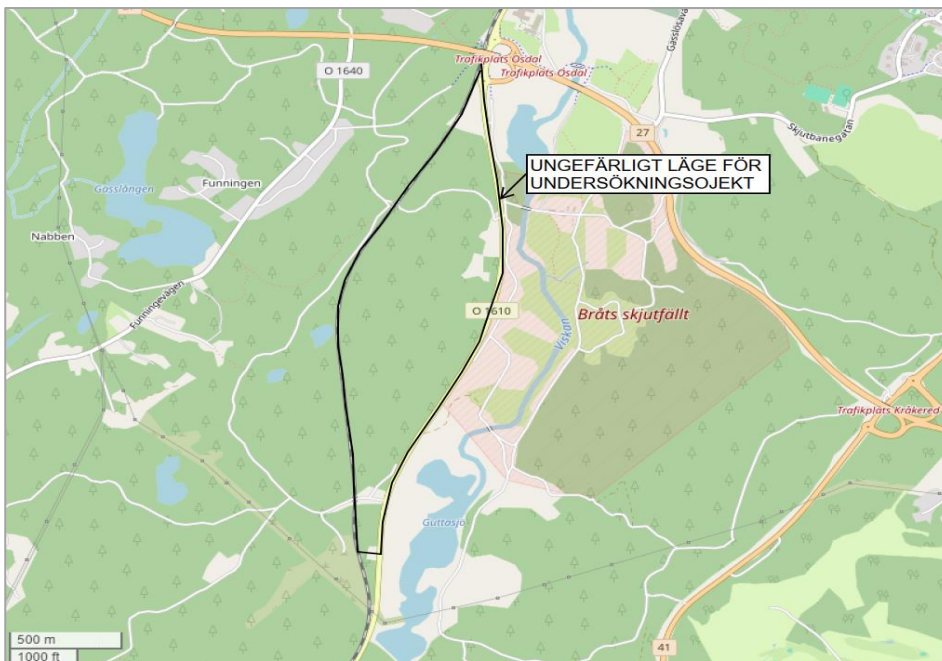 Trafikplats Osdal
Trafikplats Osdal
O 1640
Gässlösavä
27
Skjutbanegatan
Gässlången
Funningen
UNGEFÄRLIGT LÄGE FÖR
UNDERSÖKNINGSOJEKT
Nabben
Funningevägen
O 1610
Bråts skjutfällt
Viskan
Trafikplats Kråkered
Guttasjö
500 m
1000 ft
41